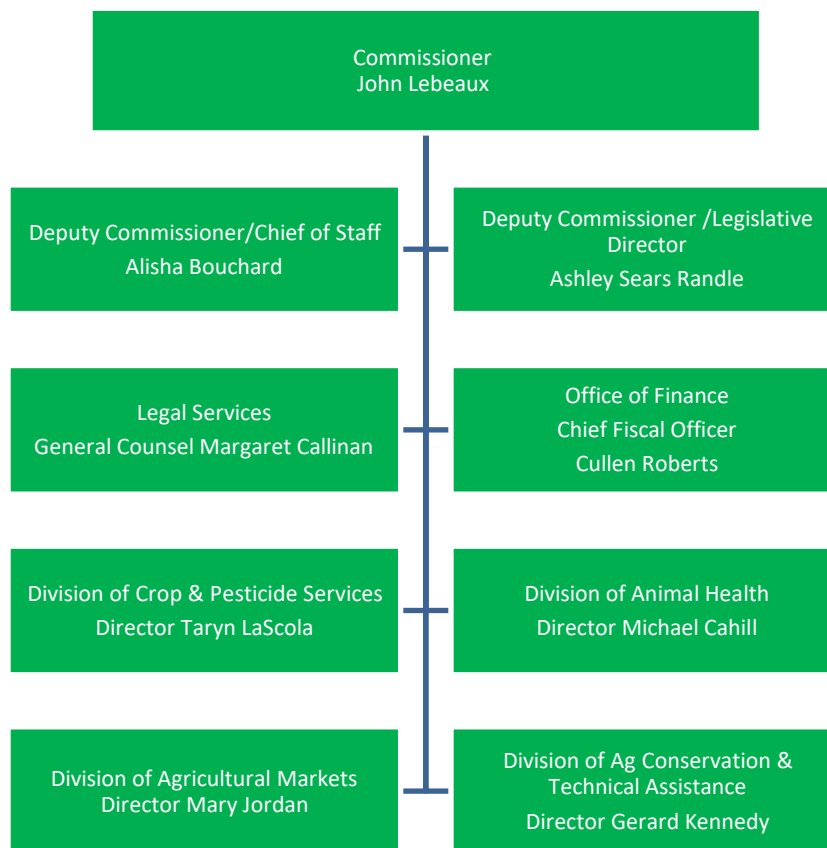 Commissioner
John Lebeaux
Deputy Commissioner/Chief of Staff
Alisha Bouchard
Deputy Commissioner /Legislative
Director
Ashley Sears Randle
Legal Services
General Counsel Margaret Callinan
Office of Finance
Chief Fiscal Officer
Cullen Roberts
Division of Crop & Pesticide Services
Director Taryn LaScola
Division of Animal Health
Director Michael Cahill
Division of Agricultural Markets
Director Mary Jordan
Division of Ag Conservation &
Technical Assistance
Director Gerard Kennedy